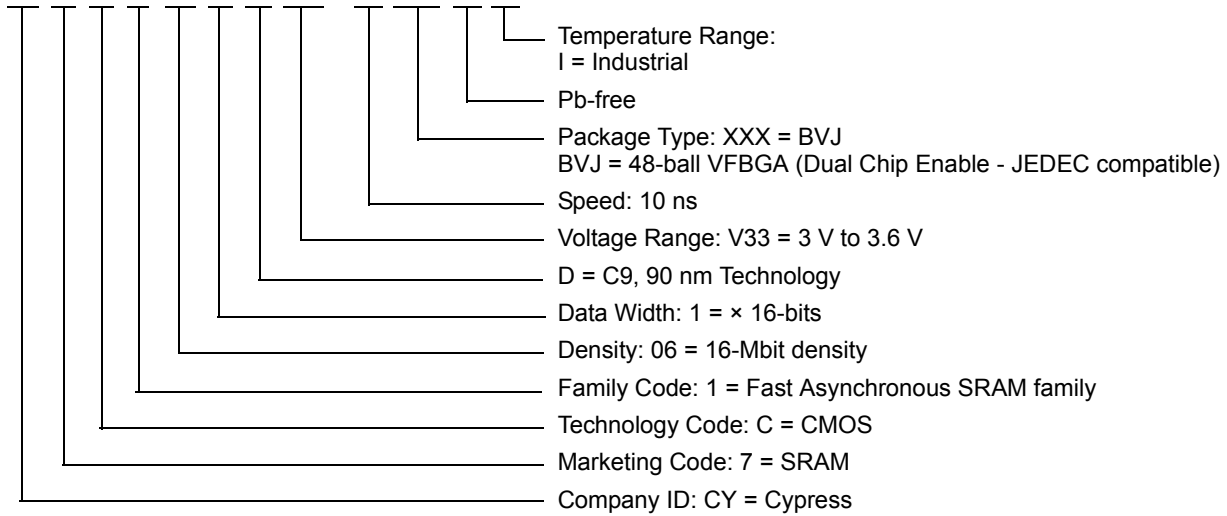 Temperature Range:
I = Industrial
Pb-free
Package Type: XXX = BVJ
BVJ = 48-ball VFBGA (Dual Chip Enable - JEDEC compatible)
Speed: 10 ns
Voltage Range: V33 = 3 V to 3.6 V
D = C9, 90 nm Technology
Data Width: 1 = × 16-bits
Density: 06 = 16-Mbit density
Family Code: 1 = Fast Asynchronous SRAM family
Technology Code: C = CMOS
Marketing Code: 7 = SRAM
Company ID: CY = Cypress